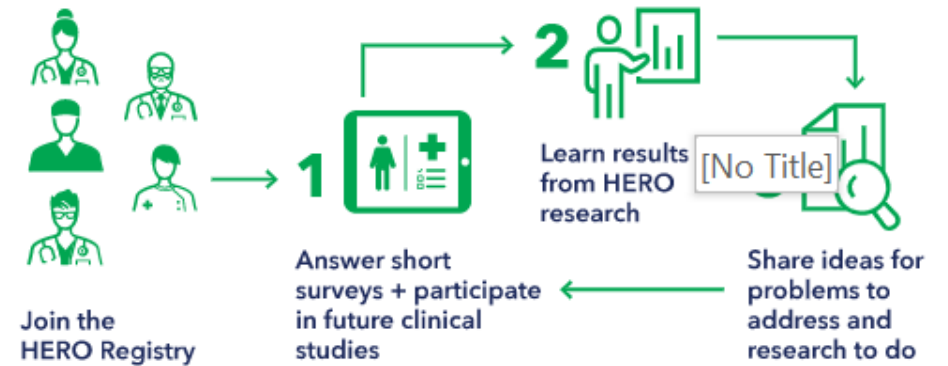 Join the
HERO Registry
1
Answer short
surveys + participate
in future clinical
studies
2
Learn results
from HERO
research
[No Title]
Share ideas for
problems to
address and
research to do